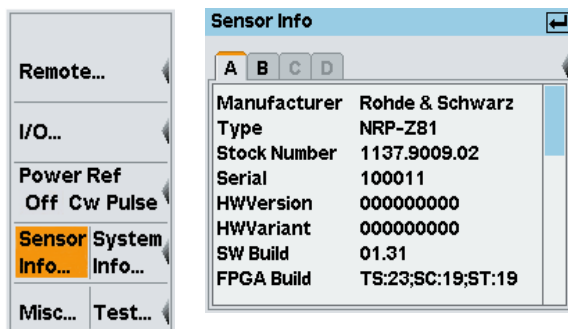 Remote...
I/O...
Power Ref
Off Cw Pulse
Sensor Info...
System Info...
Misc...
Test...
Sensor Info
A B C D
Manufacturer Rohde & Schwarz
Type NRP-Z81
Stock Number 1137.9009.02
Serial 100011
HWVersion 000000000
HWVariant 000000000
SW Build 01.31
FPGA Build TS:23;SC:19;ST:19